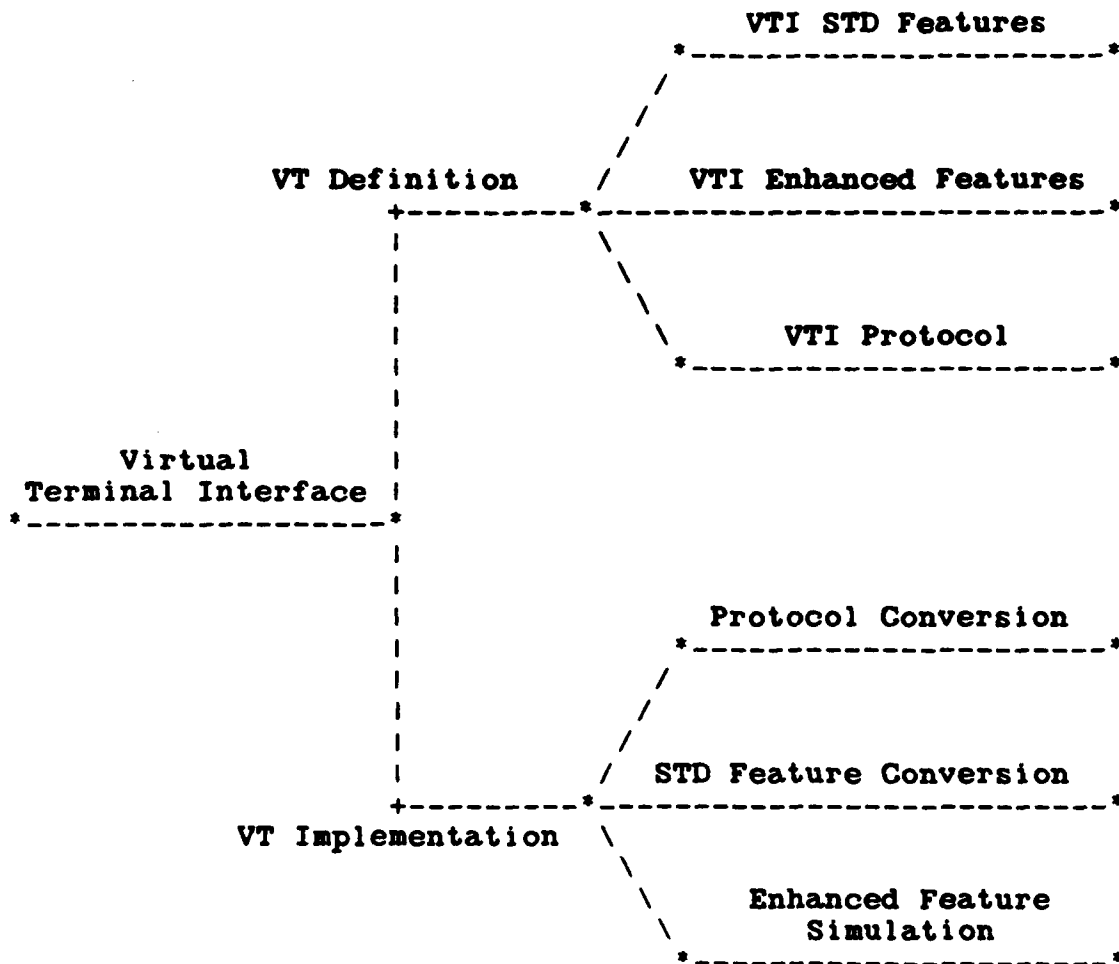 VTI STD Features
VT Definition
VTI Enhanced Features
VTI Protocol
Virtual
Terminal Interface
Protocol Conversion
STD Feature Conversion
VT Implementation
Enhanced Feature
Simulation